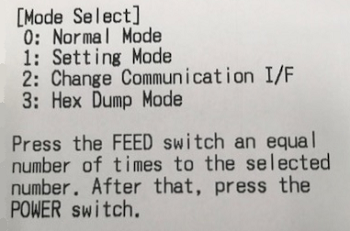 [Mode Select]
0: Normal Mode
1: Setting Mode
2: Change Communication I/F
3: Hex Dump Mode
Press the FEED switch an equal
number of times to the selected
number. After that, press the
POWER switch.